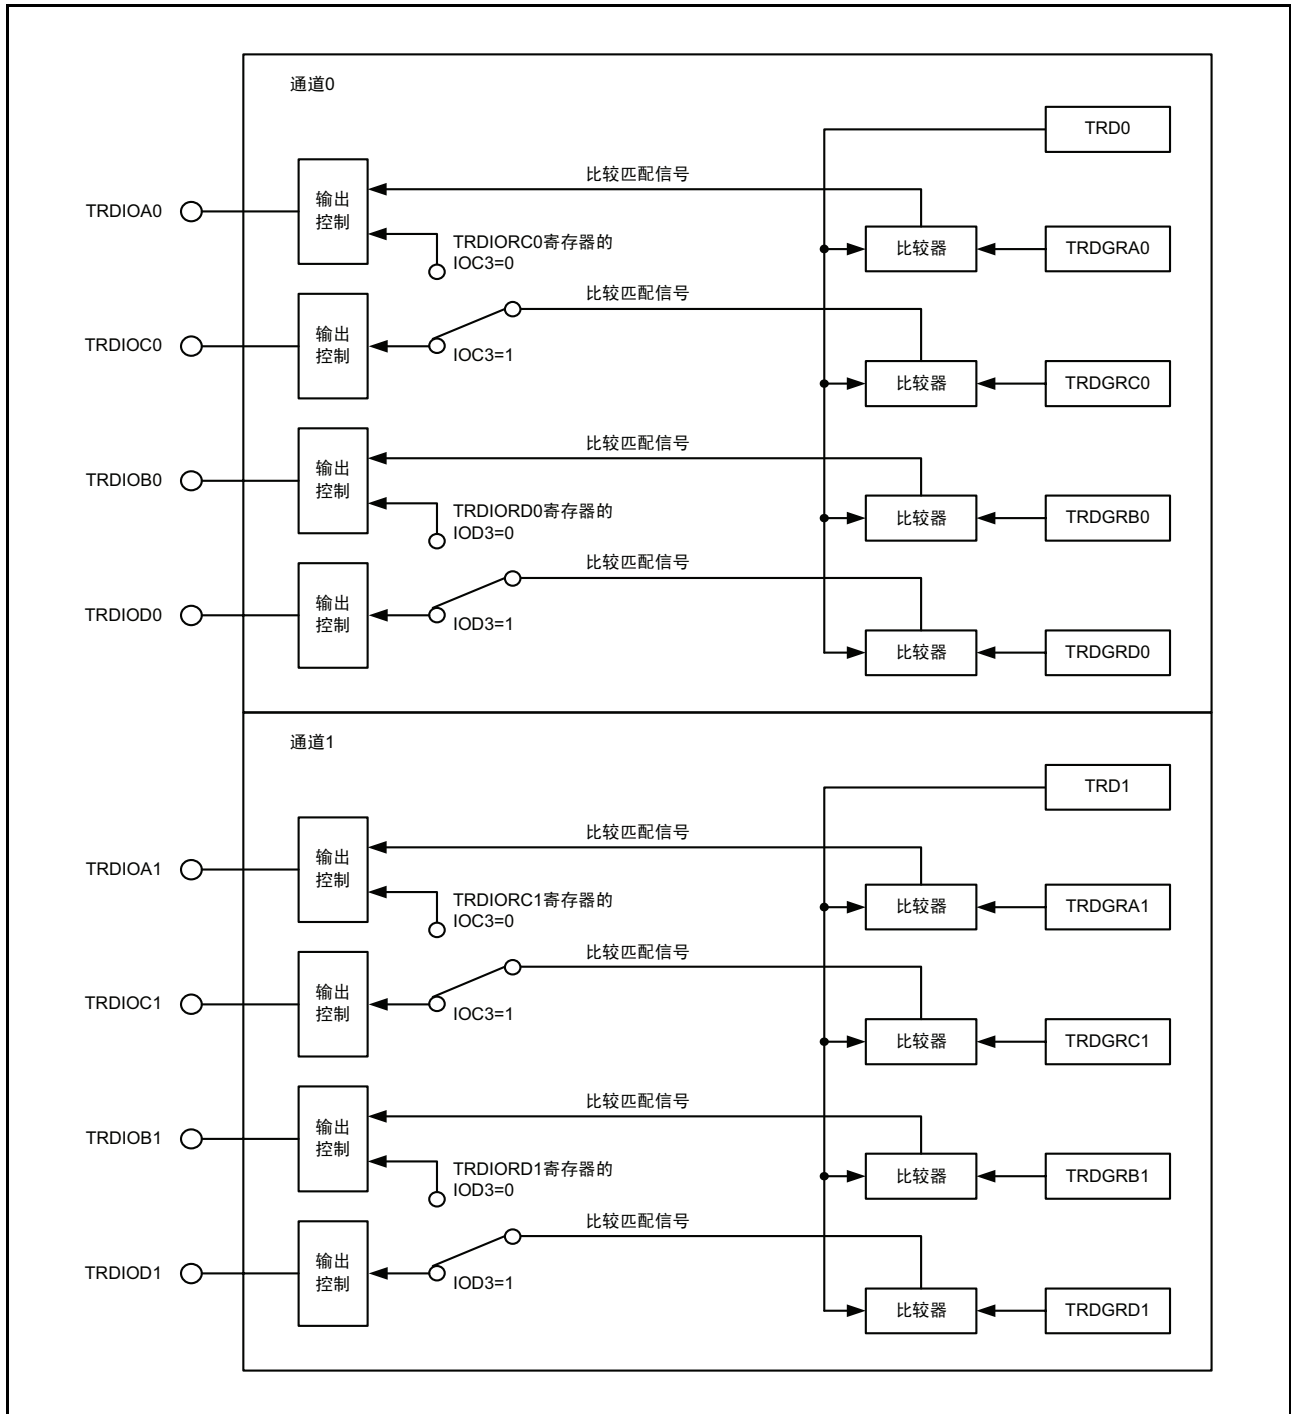 通道0
TRD0
比较匹配信号
输出
控制
TRDIOA0
TRDIORC0寄存器的
IOC3=0
比较器
TRDGRA0
比较匹配信号
输出
控制
TRDIOC0
IOC3=1
比较器
TRDGRC0
比较匹配信号
输出
控制
TRDIOB0
TRDIORD0寄存器的
IOD3=0
比较器
TRDGRB0
比较匹配信号
输出
控制
TRDIOD0
IOD3=1
比较器
TRDGRD0
通道1
TRD1
比较匹配信号
输出
控制
TRDIOA1
TRDIORC1寄存器的
IOC3=0
比较器
TRDGRA1
比较匹配信号
输出
控制
TRDIOC1
IOC3=1
比较器
TRDGRC1
比较匹配信号
输出
控制
TRDIOB1
TRDIORD1寄存器的
IOD3=0
比较器
TRDGRB1
比较匹配信号
输出
控制
TRDIOD1
IOD3=1
比较器
TRDGRD1